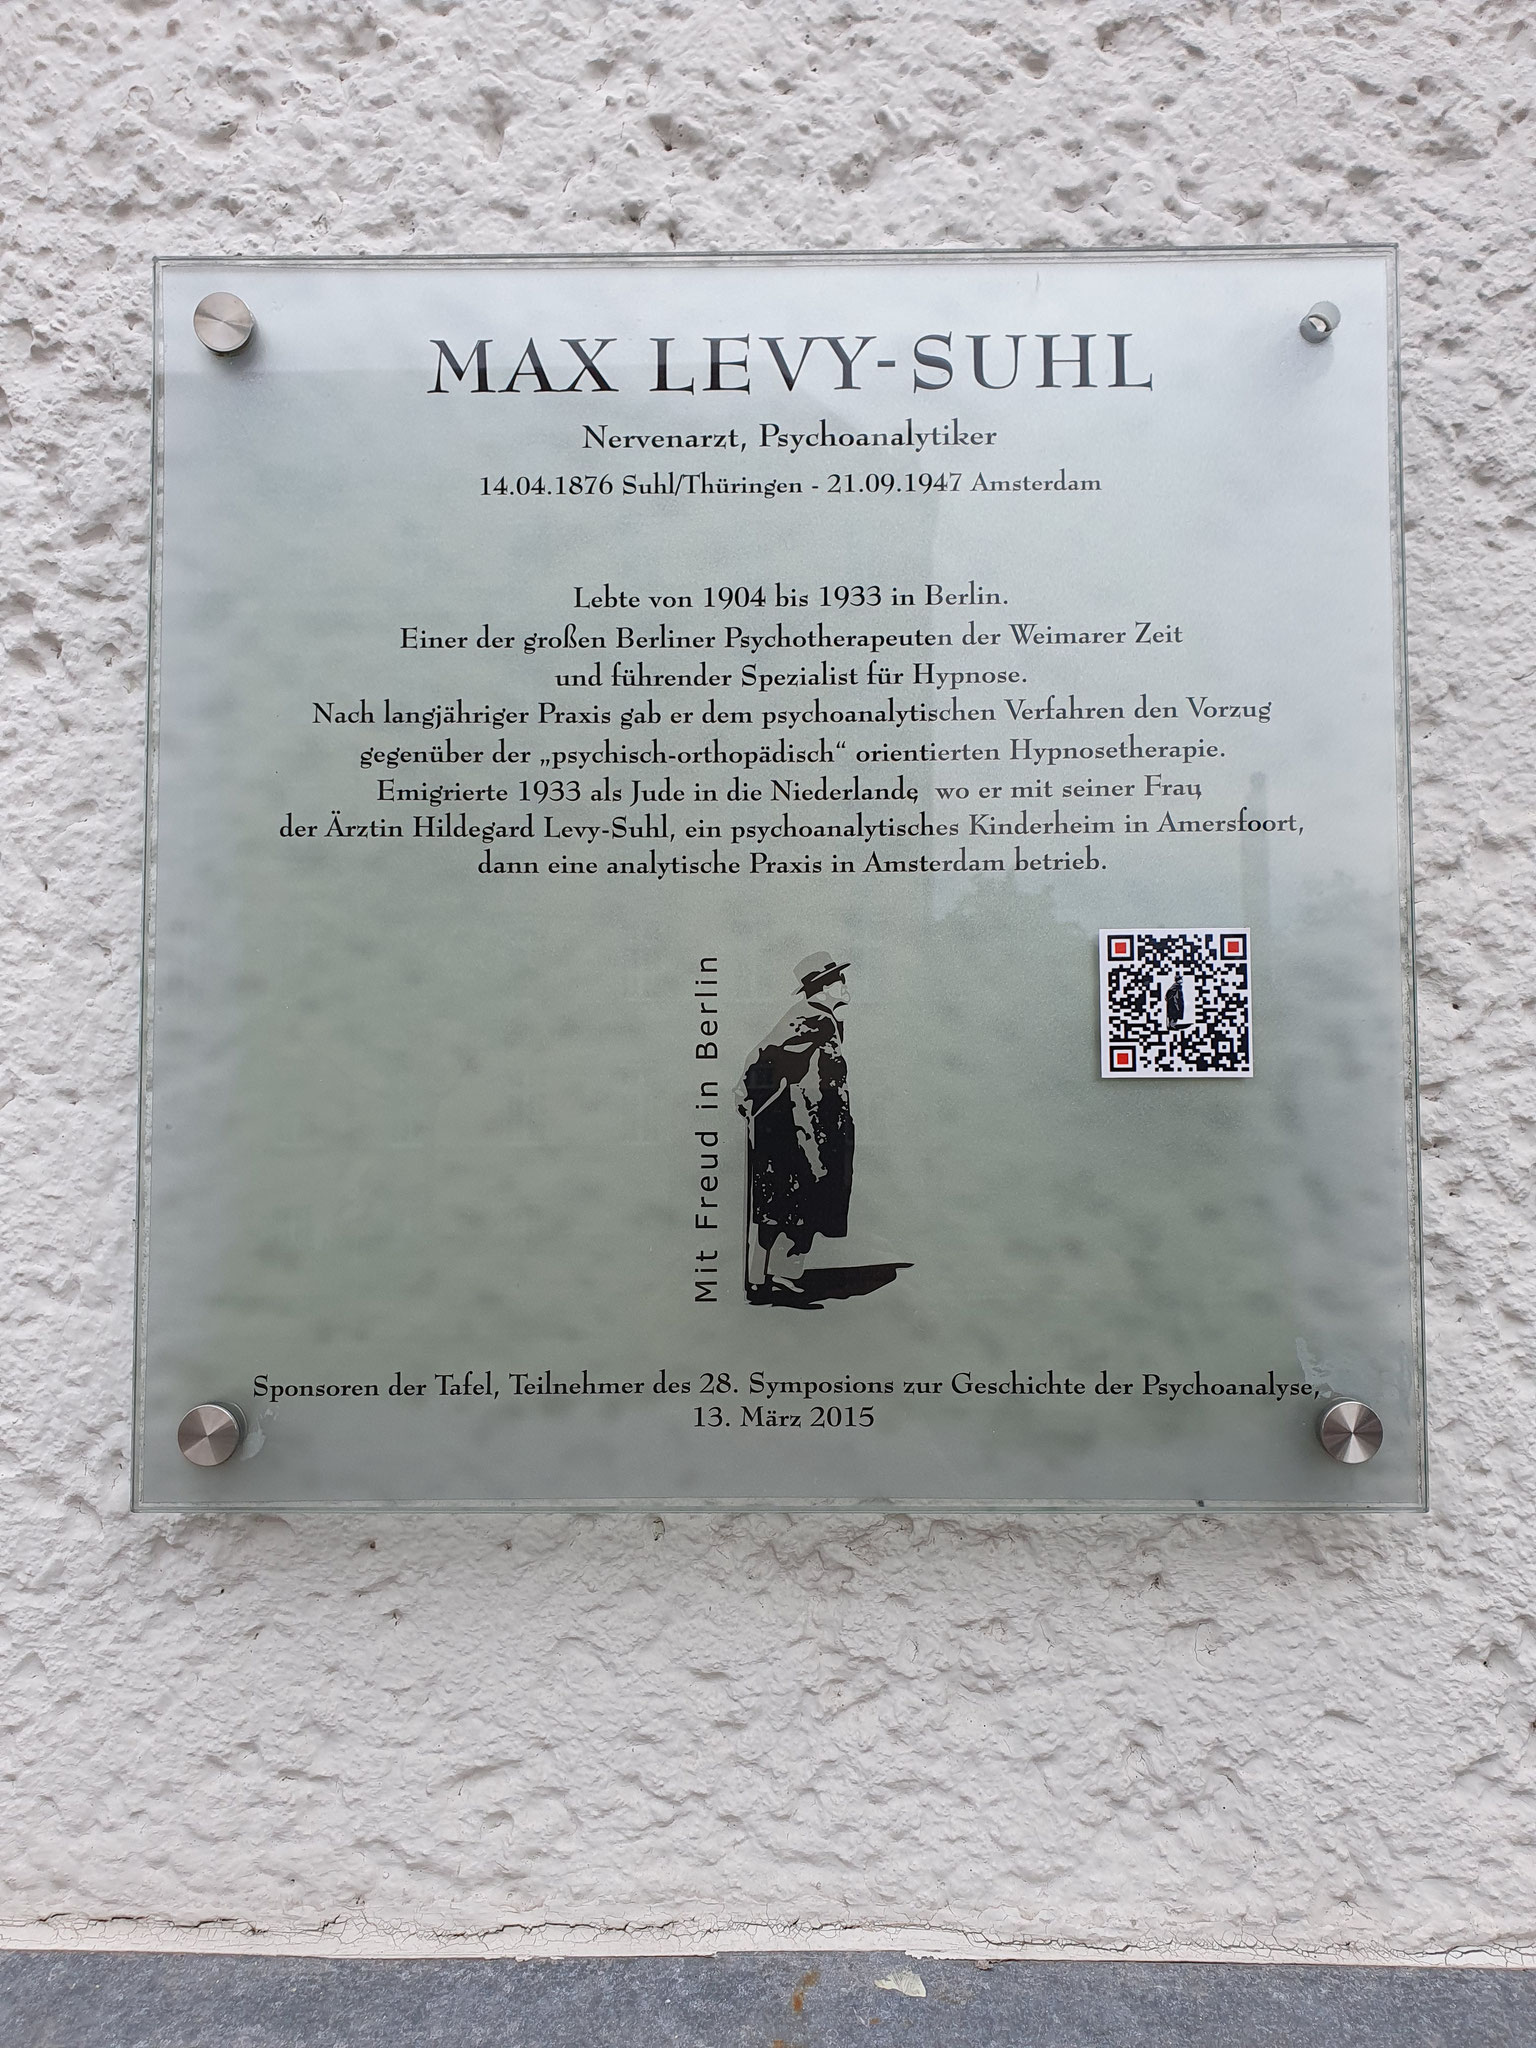 MAX LEVY-SUHL
Nervenarzt, Psychoanalytiker
14.04.1876 Suhl/Thüringen - 21.09.1947 Amsterdam
Lebte von 1904 bis 1933 in Berlin.
Einer der großen Berliner Psychotherapeuten der Weimarer Zeit
und führender Spezialist für Hypnose.
Nach langjähriger Praxis gab er dem psychoanalytischen Verfahren den Vorzug
gegenüber der „psychisch-orthopädisch“ orientierten Hypnosetherapie.
Emigrierte 1933 als Jude in die Niederlande, wo er mit seiner Frau,
der Ärztin Hildegard Levy-Suhl, ein psychoanalytisches Kinderheim in Amersfoort,
dann eine analytische Praxis in Amsterdam betrieb.
Mit Freud in Berlin
Sponsoren der Tafel, Teilnehmer des 28. Symposions zur Geschichte der Psychoanalyse,
13. März 2015